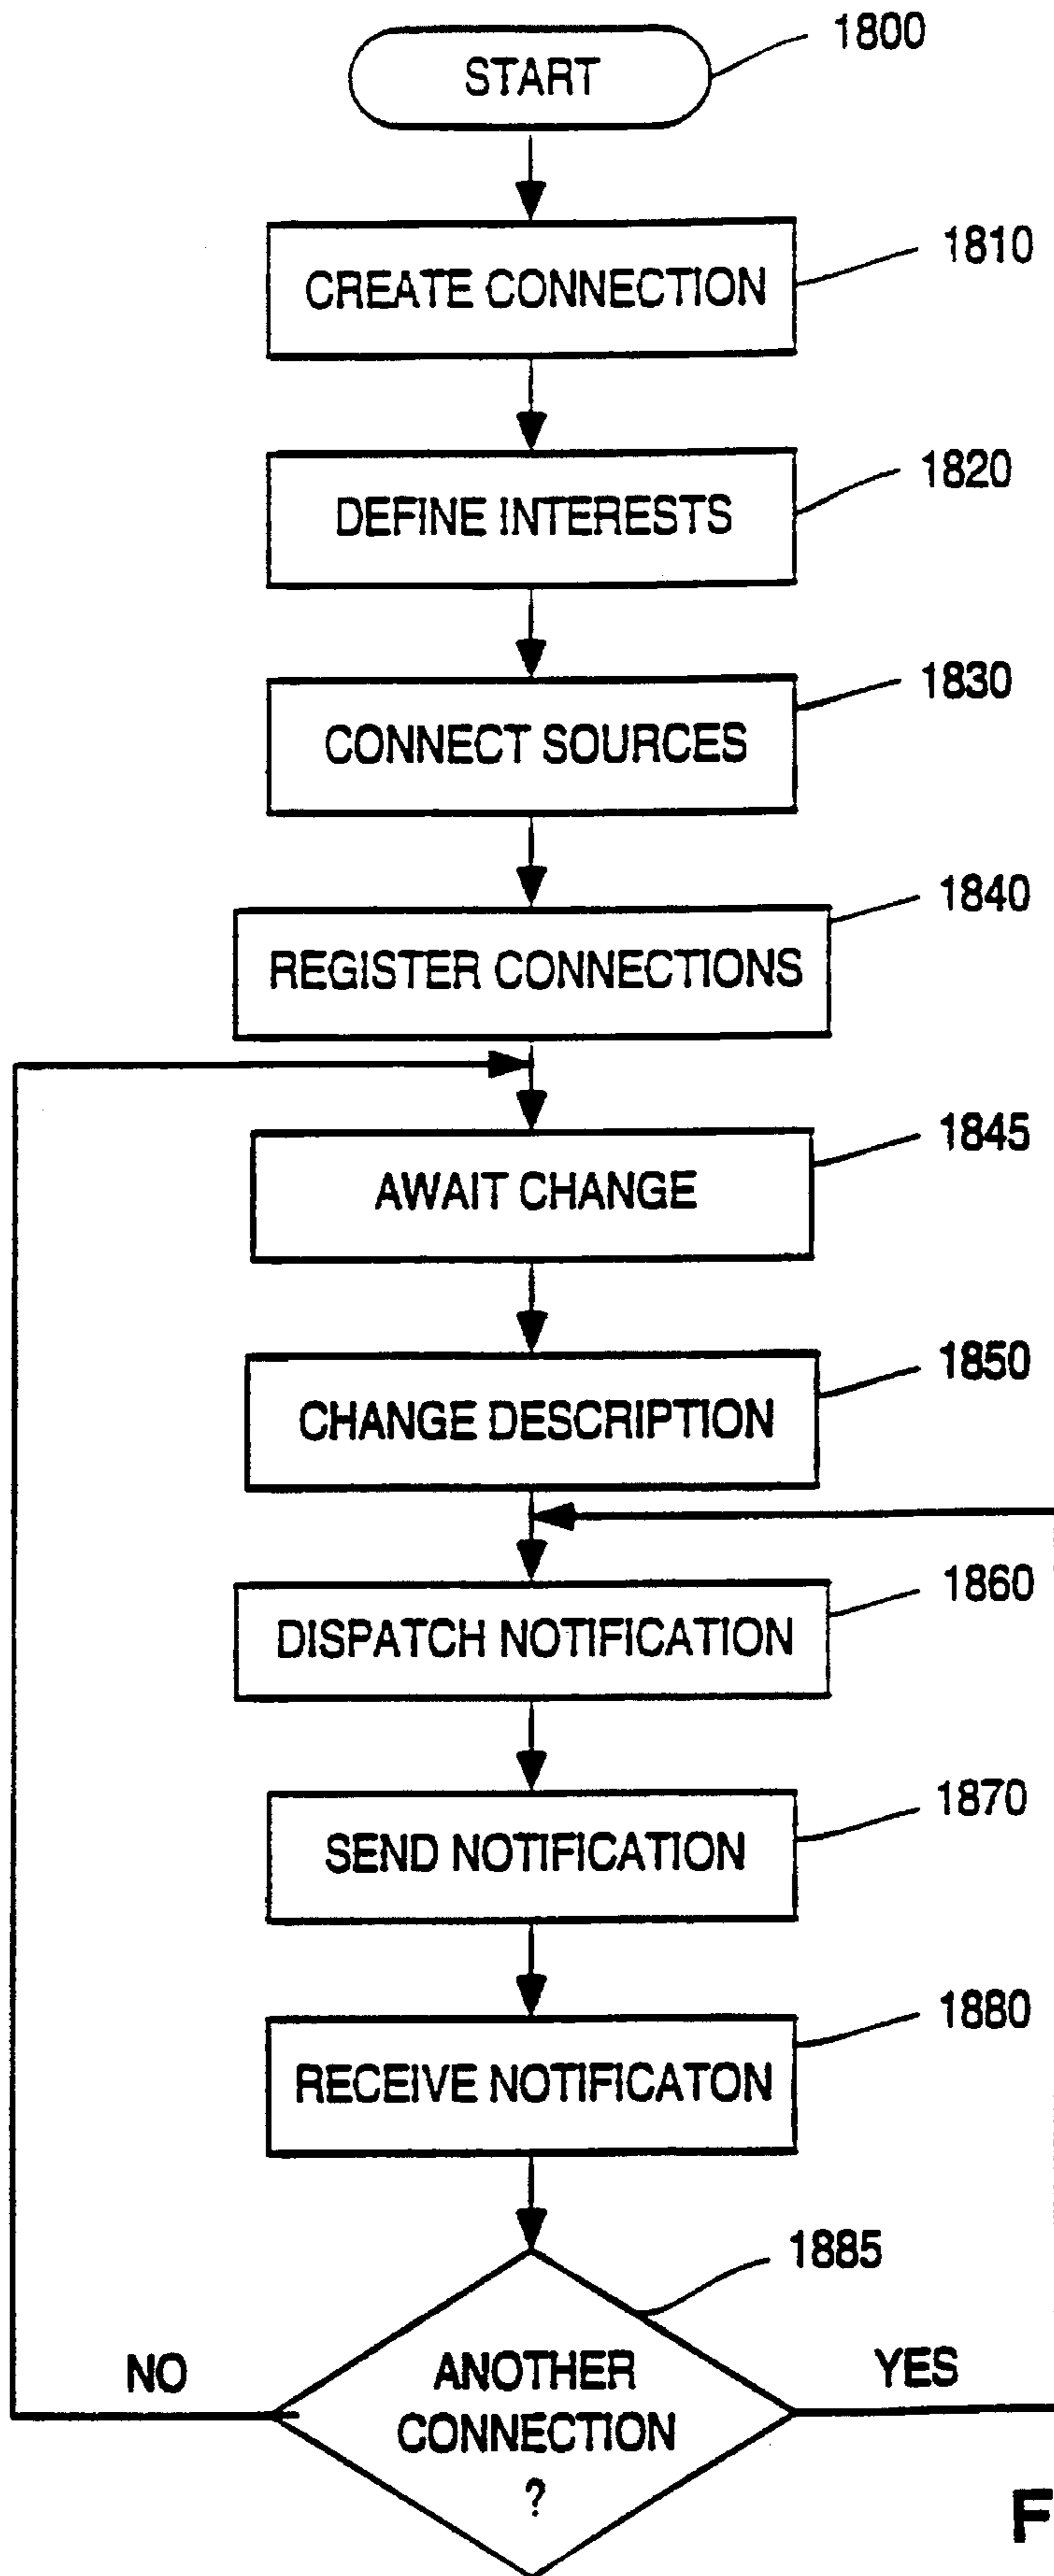 START
1800
CREATE CONNECTION
1810
DEFINE INTERESTS
1820
CONNECT SOURCES
1830
REGISTER CONNECTIONS
1840
AWAIT CHANGE
1845
CHANGE DESCRIPTION
1850
DISPATCH NOTIFICATION
1860
SEND NOTIFICATION
1870
RECEIVE NOTIFICATON
1880
1885
NO
ANOTHER
CONNECTION
?
YES
F